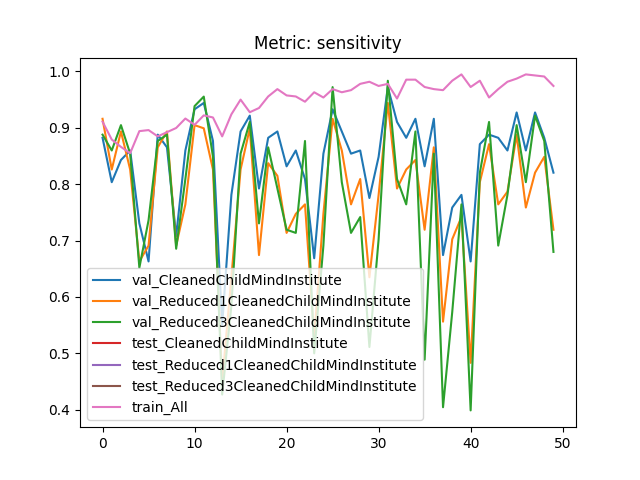 Metric: sensitivity
1.0
0.9
0.8
0.7
0.6
0.5
0.4
val_CleanedChildMindInstitute
val_Reduced1CleanedChildMindInstitute
val_Reduced3CleanedChildMindInstitute
test_CleanedChildMindInstitute
test_Reduced1CleanedChildMindInstitute
test_Reduced3CleanedChildMindInstitute
train_All
0 10 20 30 40 50